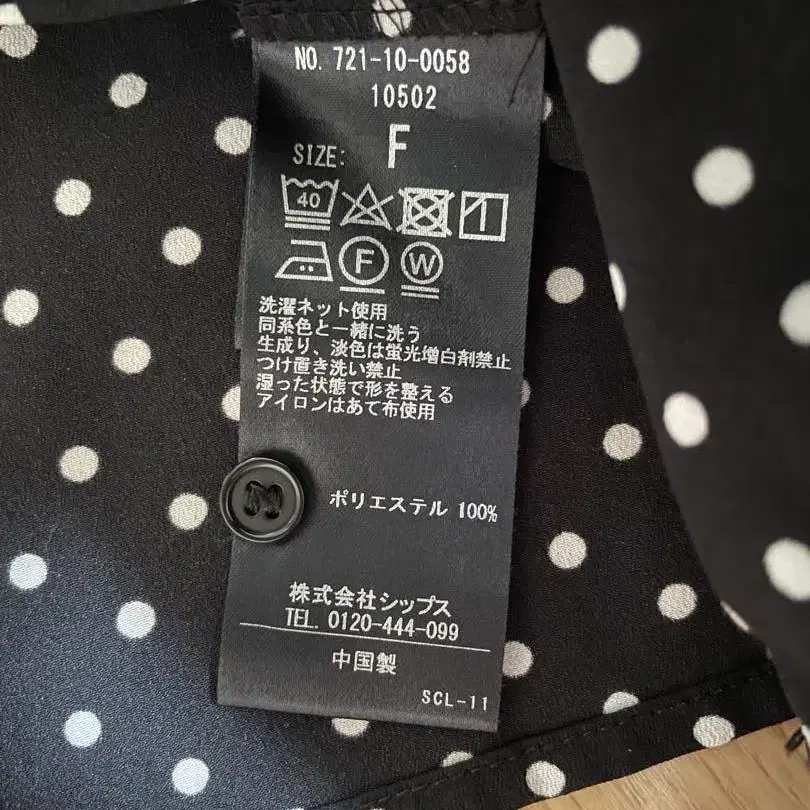 NO. 721-10-0058
10502
SIZE: F
40
F W
洗濯ネット使用
同系色と一緒に洗う
生成り、淡色は蛍光増白剤禁止
つけ置き洗い禁止
湿った状態で形を整える
アイロンはあて布使用
ポリエステル 100%
株式会社シップス
TEL. 0120-444-099
中国製
SCL-11